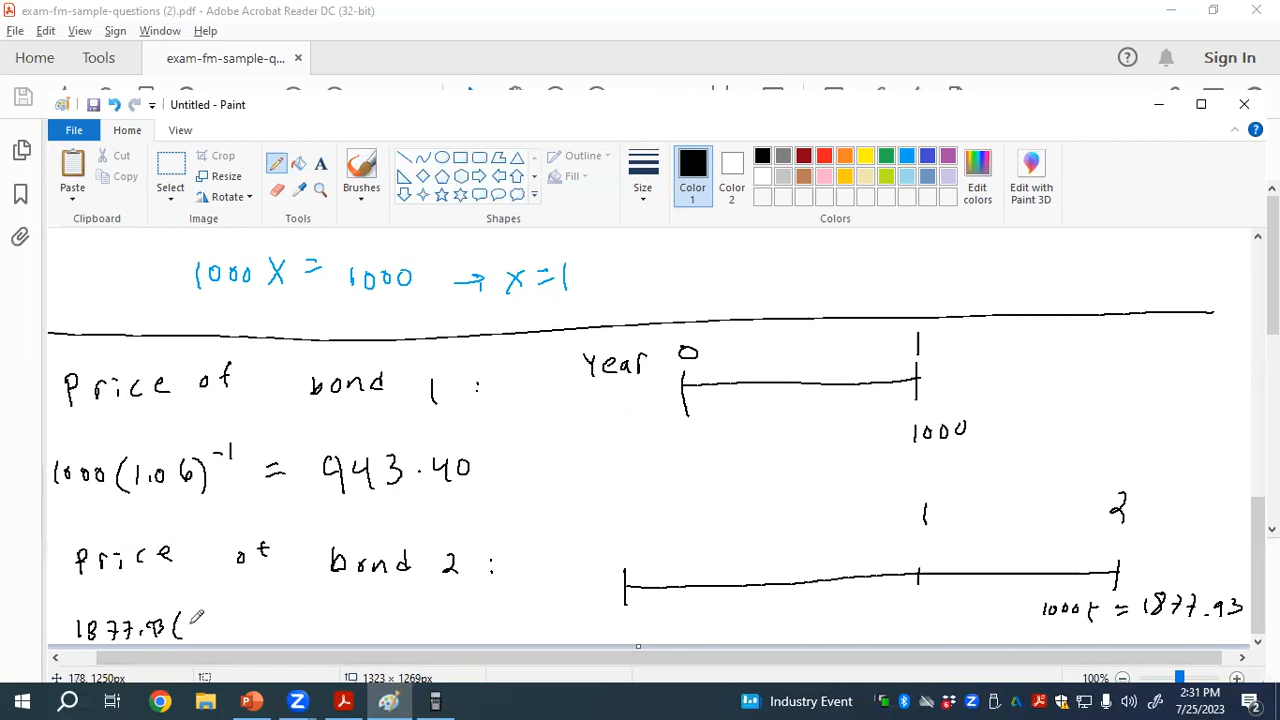 exam-fm-sample-questions (2).pdf - Adobe Acrobat Reader DC (32-bit)
File Edit View Sign Window Help
Home Tools exam-fm-sample-q... × Sign In
Untitled - Paint
File Home View
Paste Cut Copy Select Crop Resize Rotate A Brushes Outline Fill Size Color 1 Color 2 Edit colors Edit with Paint 3D
Clipboard Image Tools Shapes Colors
1000 X = 1000 → x = 1
Year 0 1
Price of bond 1 :
1000
1000(1.06)⁻¹ = 943.40
1 2
Price of bond 2 :
1000r = 1877.93
1877.93(
178, 1250px 1323 × 1269px 100%
Industry Event 2:31 PM
7/25/2023 2